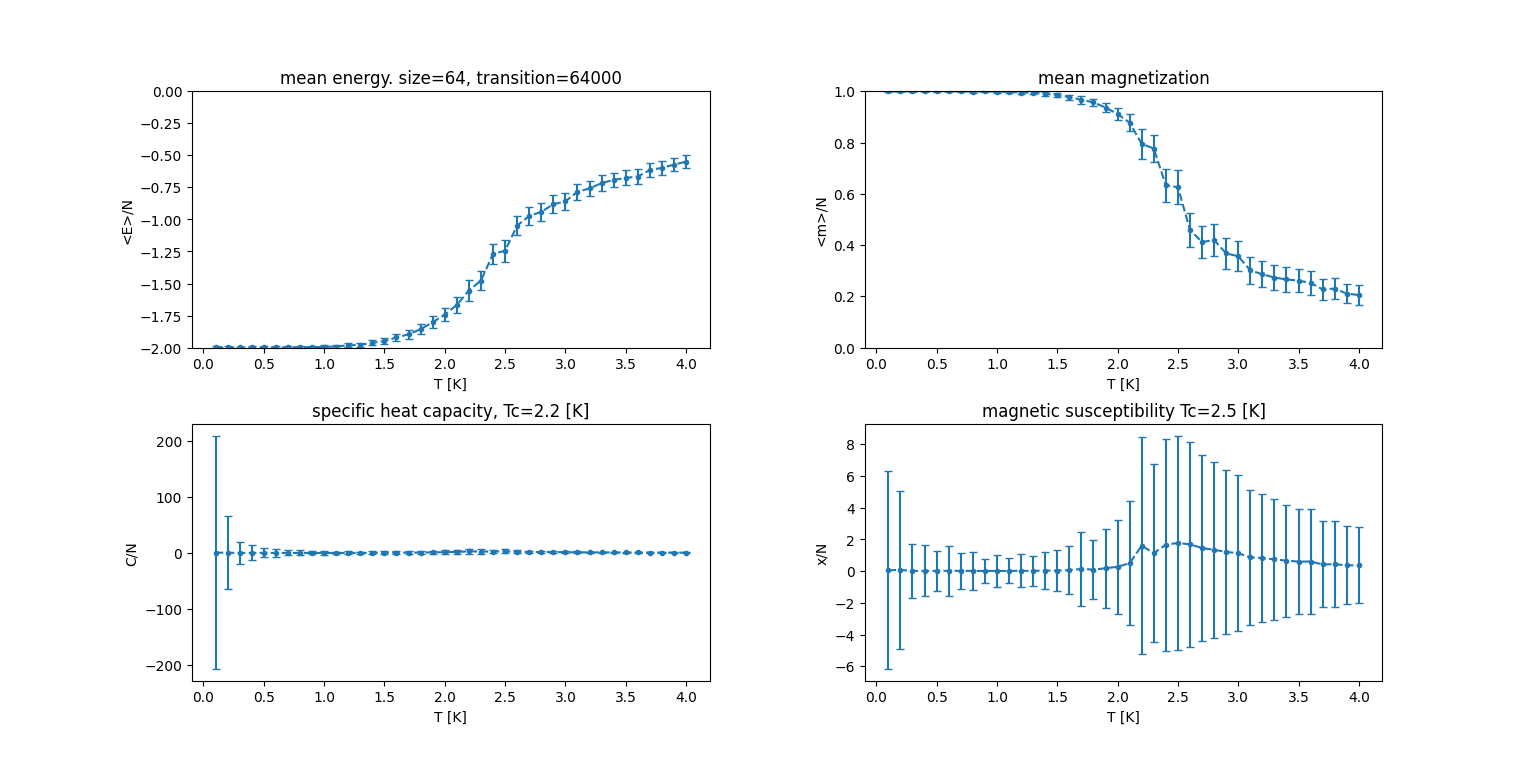 mean energy. size=64, transition=64000
0.00
−0.25
−0.50
−0.75
−1.00
−1.25
−1.50
−1.75
−2.00
<E>/N
0.0 0.5 1.0 1.5 2.0 2.5 3.0 3.5 4.0
T [K]
mean magnetization
1.0
0.8
0.6
0.4
0.2
0.0
<m>/N
0.0 0.5 1.0 1.5 2.0 2.5 3.0 3.5 4.0
T [K]
specific heat capacity, Tc=2.2 [K]
200
100
0
−100
−200
C/N
0.0 0.5 1.0 1.5 2.0 2.5 3.0 3.5 4.0
T [K]
magnetic susceptibility Tc=2.5 [K]
8
6
4
2
0
−2
−4
−6
x/N
0.0 0.5 1.0 1.5 2.0 2.5 3.0 3.5 4.0
T [K]